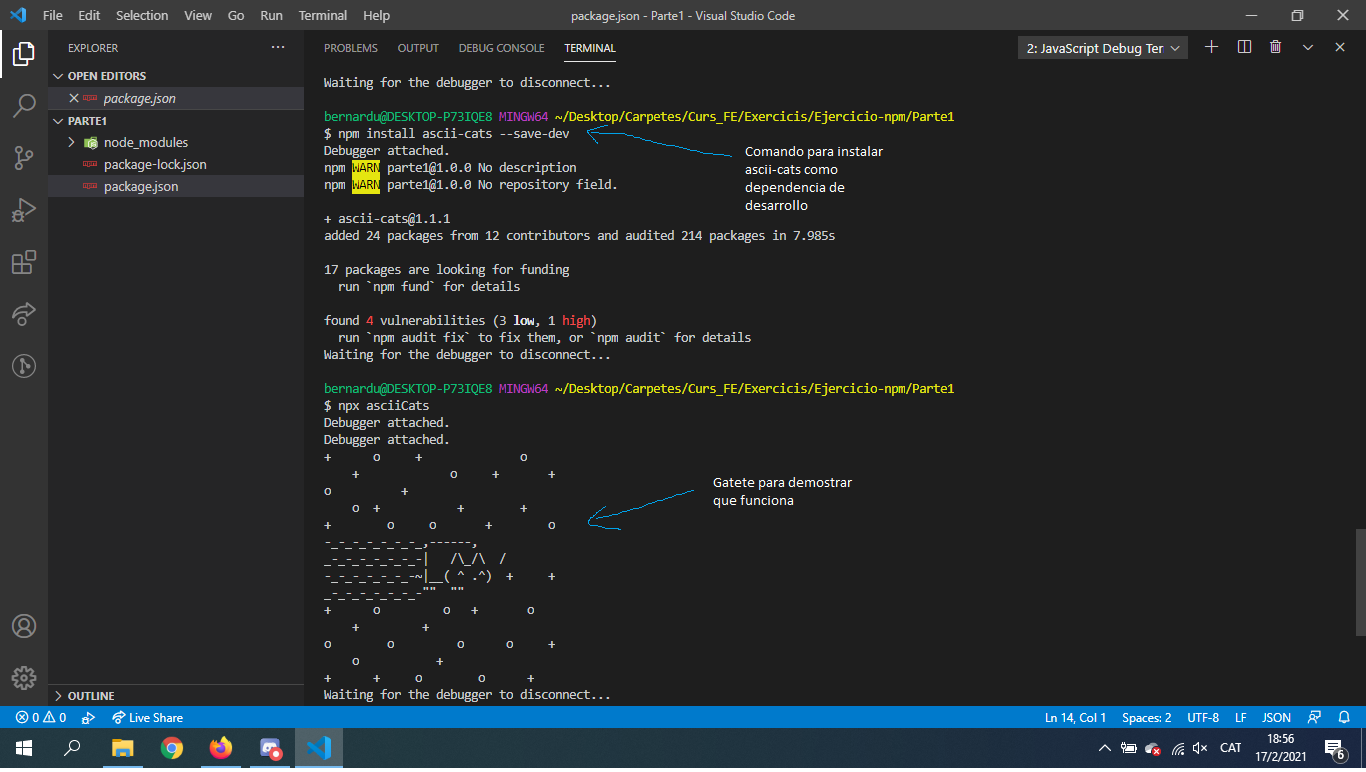 File Edit Selection View Go Run Terminal Help
package.json - Parte1 - Visual Studio Code
EXPLORER
OPEN EDITORS
package.json
PARTE1
node_modules
package-lock.json
package.json
OUTLINE
PROBLEMS OUTPUT DEBUG CONSOLE TERMINAL
2: JavaScript Debug Ter
Waiting for the debugger to disconnect...
bernardu@DESKTOP-P73IQE8 MINGW64 ~/Desktop/Carpetes/Curs_FE/Exercicis/Ejercicio-npm/Parte1
$ npm install ascii-cats --save-dev
Debugger attached.
npm WARN parte1@1.0.0 No description
npm WARN parte1@1.0.0 No repository field.
Comando para instalar
ascii-cats como
dependencia de
desarrollo
+ ascii-cats@1.1.1
added 24 packages from 12 contributors and audited 214 packages in 7.985s
17 packages are looking for funding
run `npm fund` for details
found 4 vulnerabilities (3 low, 1 high)
run `npm audit fix` to fix them, or `npm audit` for details
Waiting for the debugger to disconnect...
bernardu@DESKTOP-P73IQE8 MINGW64 ~/Desktop/Carpetes/Curs_FE/Exercicis/Ejercicio-npm/Parte1
$ npx asciiCats
Debugger attached.
Debugger attached.
+      o     +              o
    +             o     +       +
o          +
    o  +           +        +
+        o     o       +        o
-_-_-_-_-_-_-_,------,
_-_-_-_-_-_-_-|   /\_/\  /
-_-_-_-_-_-_-~|__( ^ .^)  +     +
_-_-_-_-_-_-_-""  ""
+      o         o   +       o
    +         +
o        o         o      o     +
    o           +
+      +     o        o      +
Gatete para demostrar
que funciona
Waiting for the debugger to disconnect...
0 0 Live Share
Ln 14, Col 1 Spaces: 2 UTF-8 LF JSON
CAT
18:56
17/2/2021
6